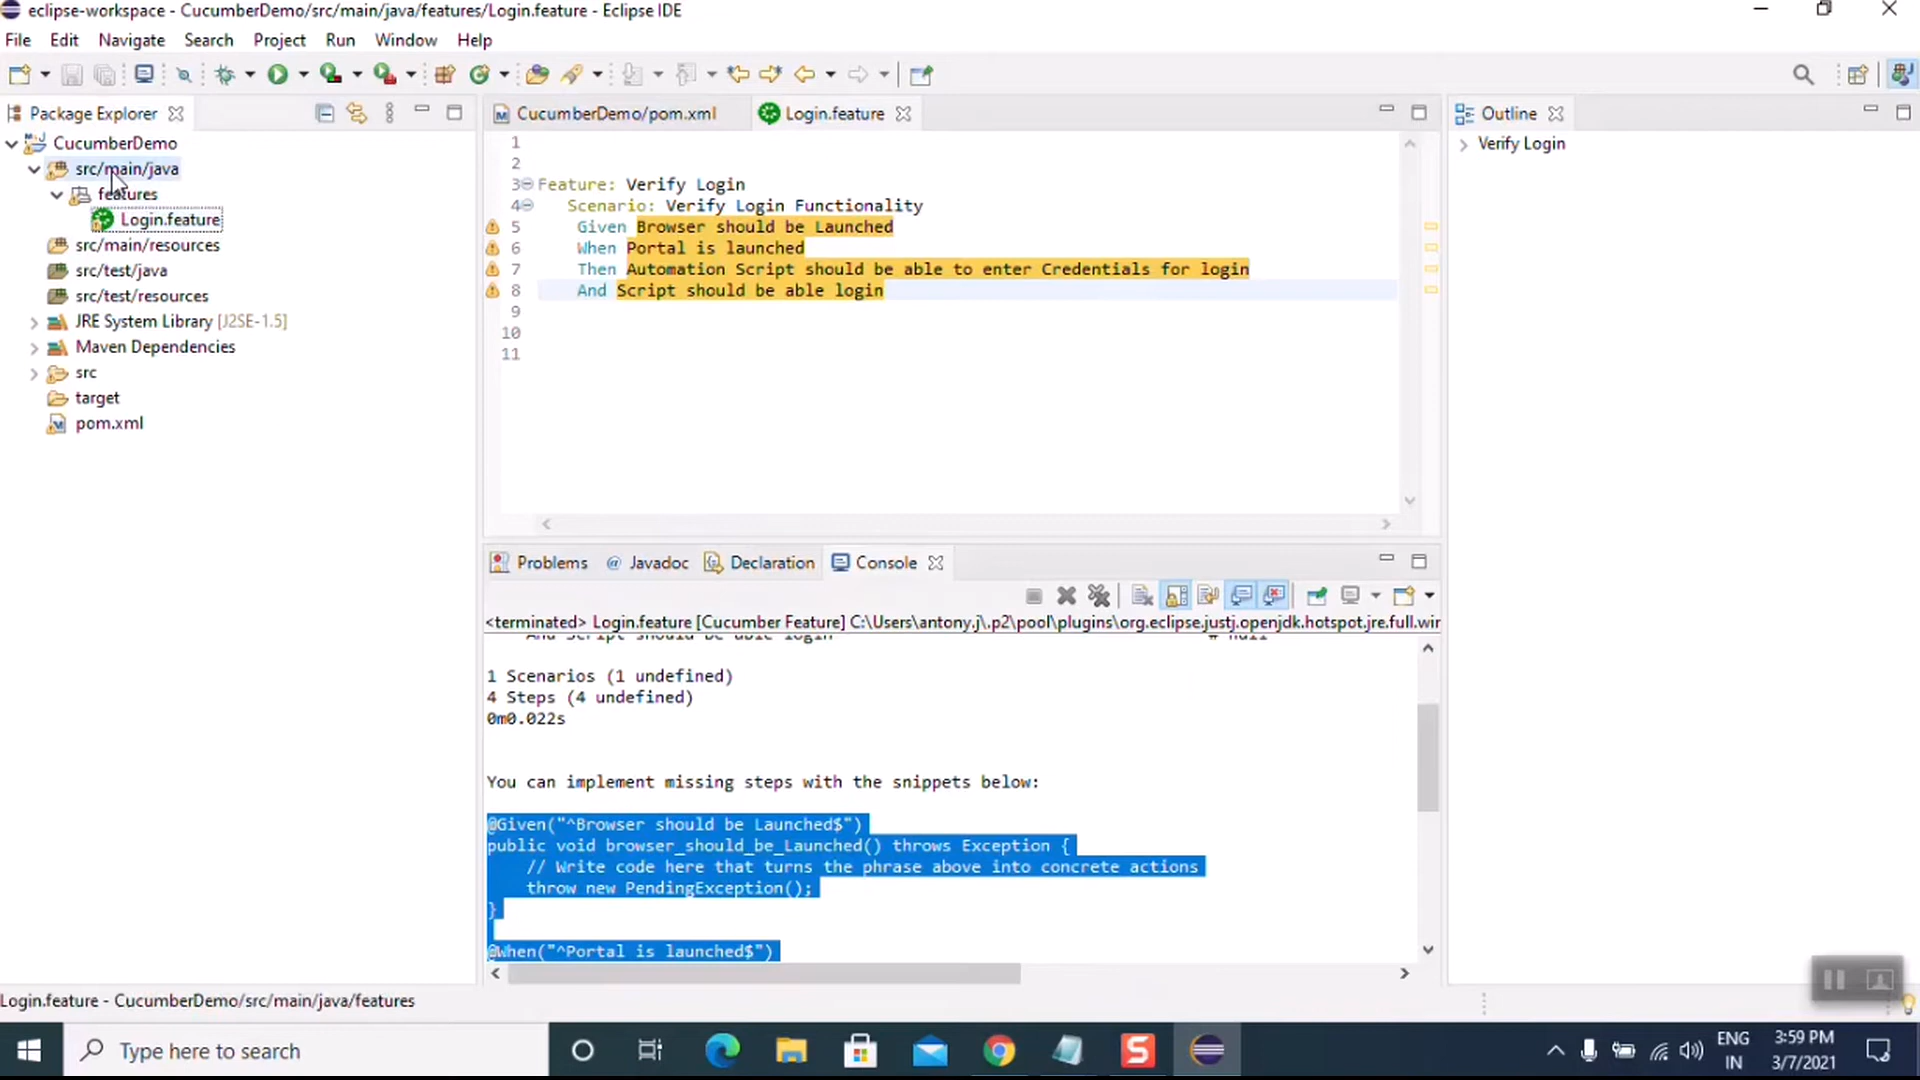 eclipse-workspace - CucumberDemo/src/main/java/features/Login.feature - Eclipse IDE
File Edit Navigate Search Project Run Window Help
Package Explorer
CucumberDemo
src/main/java
features
Login.feature
src/main/resources
src/test/java
src/test/resources
JRE System Library [J2SE-1.5]
Maven Dependencies
src
target
pom.xml
CucumberDemo/pom.xml Login.feature
1
2
3 Feature: Verify Login
4 Scenario: Verify Login Functionality
5 Given Browser should be Launched
6 When Portal is launched
7 Then Automation Script should be able to enter Credentials for login
8 And Script should be able login
9
10
11
Outline
Verify Login
Problems @ Javadoc Declaration Console
<terminated> Login.feature [Cucumber Feature] C:\Users\antony.j\.p2\pool\plugins\org.eclipse.justj.openjdk.hotspot.jre.full.win
And Script should be able login # null
1 Scenarios (1 undefined)
4 Steps (4 undefined)
0m0.022s
You can implement missing steps with the snippets below:
@Given("^Browser should be Launched$")
public void browser_should_be_Launched() throws Exception {
// Write code here that turns the phrase above into concrete actions
throw new PendingException();
}
@When("^Portal is launched$")
Login.feature - CucumberDemo/src/main/java/features
Type here to search
ENG
IN
3:59 PM
3/7/2021